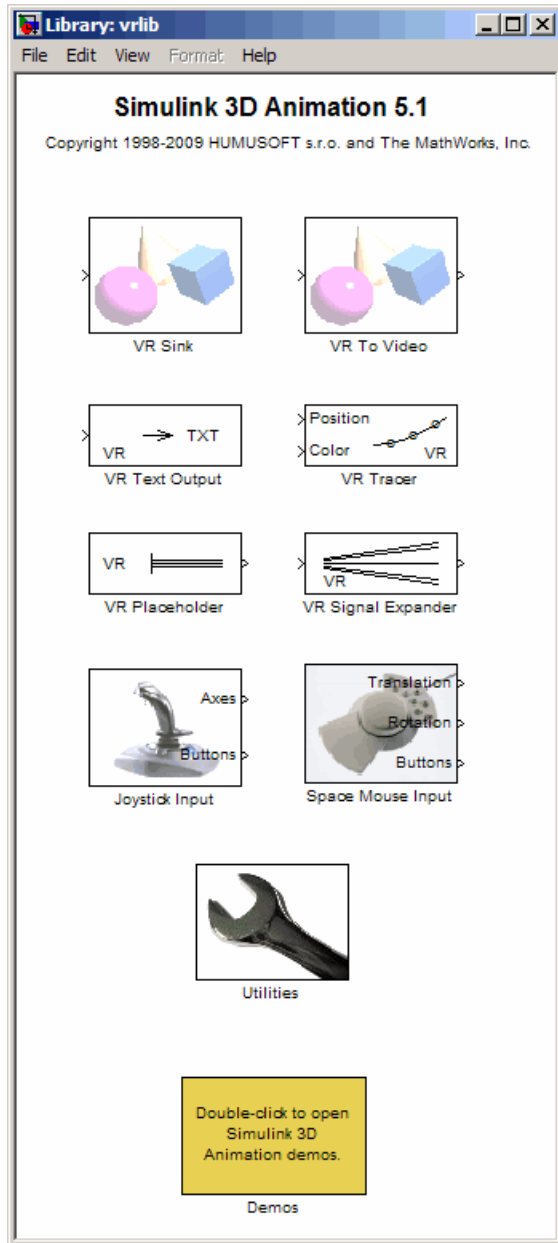 Library: vrlib
File Edit View Format Help
Simulink 3D Animation 5.1
Copyright 1998-2009 HUMUSOFT s.r.o. and The MathWorks, Inc.
VR Sink
VR To Video
VR TXT
VR Text Output
Position
Color
VR
VR Tracer
VR
VR Placeholder
VR
VR Signal Expander
Axes
Buttons
Joystick Input
Translation
Rotation
Buttons
Space Mouse Input
Utilities
Double-click to open
Simulink 3D
Animation demos.
Demos